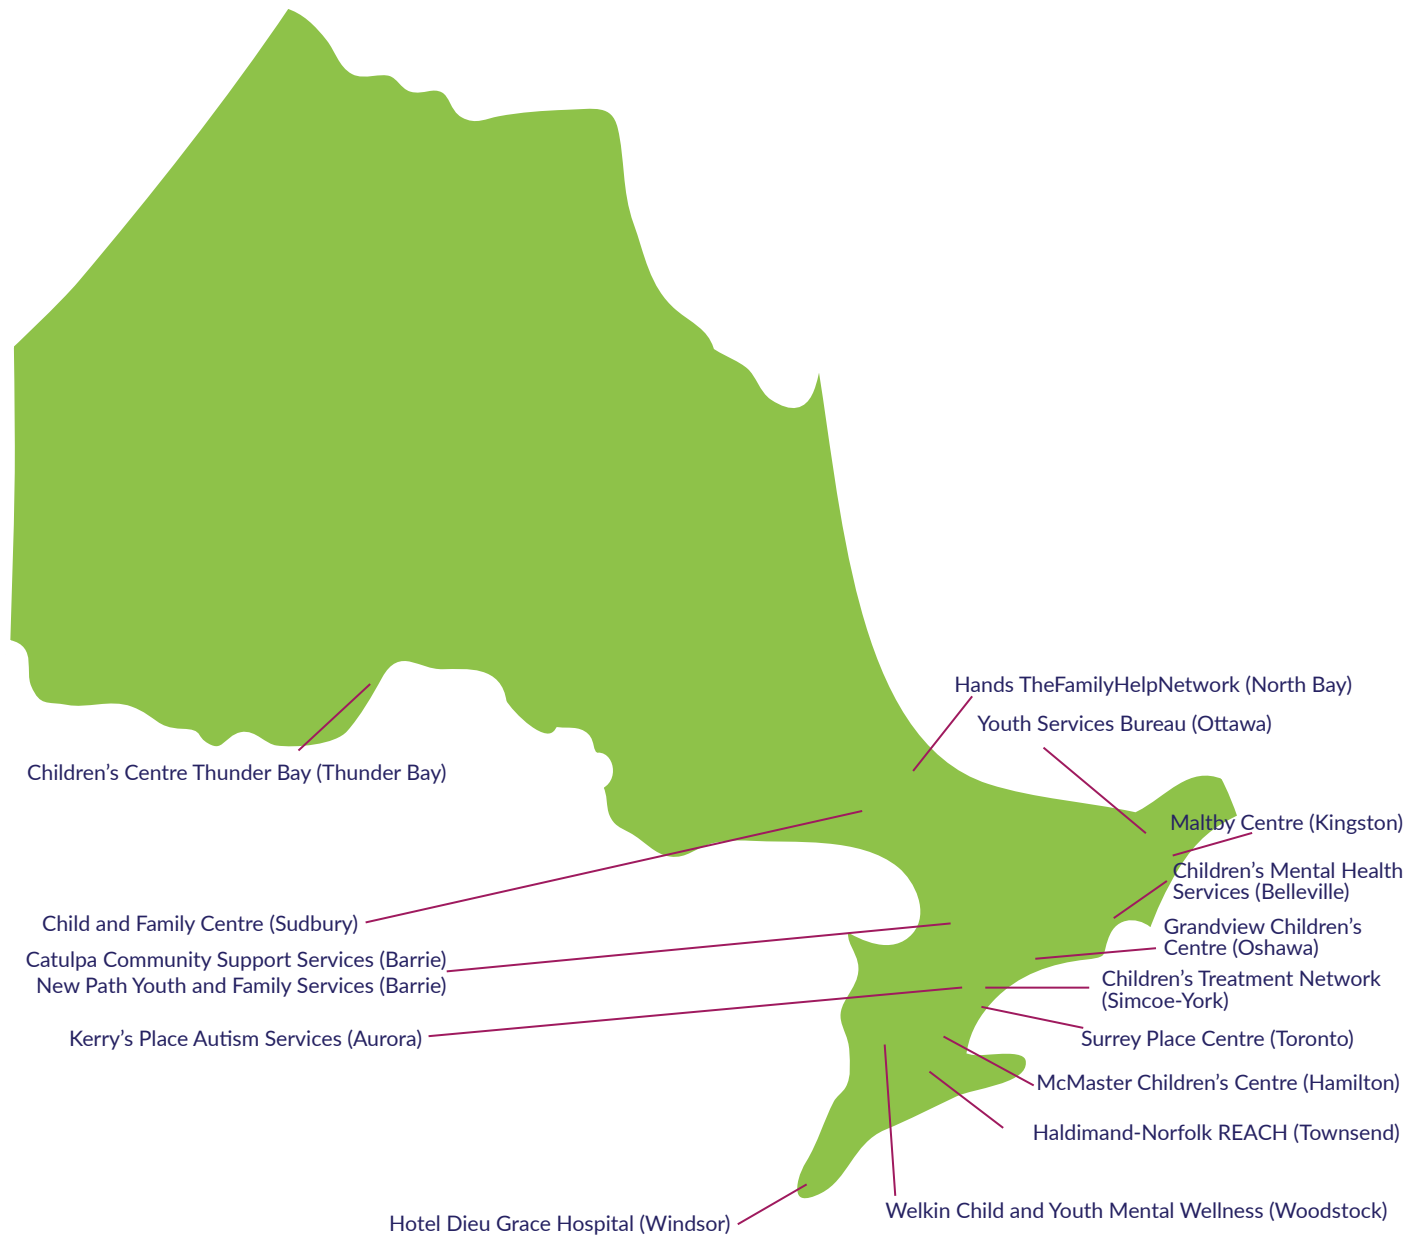 Hands TheFamilyHelpNetwork (North Bay)
Youth Services Bureau (Ottawa)
Children’s Centre Thunder Bay (Thunder Bay)
Maltby Centre (Kingston)
Children’s Mental Health
Services (Belleville)
Child and Family Centre (Sudbury)
Grandview Children’s
Centre (Oshawa)
Catulpa Community Support Services (Barrie)
New Path Youth and Family Services (Barrie)
Children’s Treatment Network
(Simcoe-York)
Kerry’s Place Autism Services (Aurora)
Surrey Place Centre (Toronto)
McMaster Children’s Centre (Hamilton)
Haldimand-Norfolk REACH (Townsend)
Welkin Child and Youth Mental Wellness (Woodstock)
Hotel Dieu Grace Hospital (Windsor)